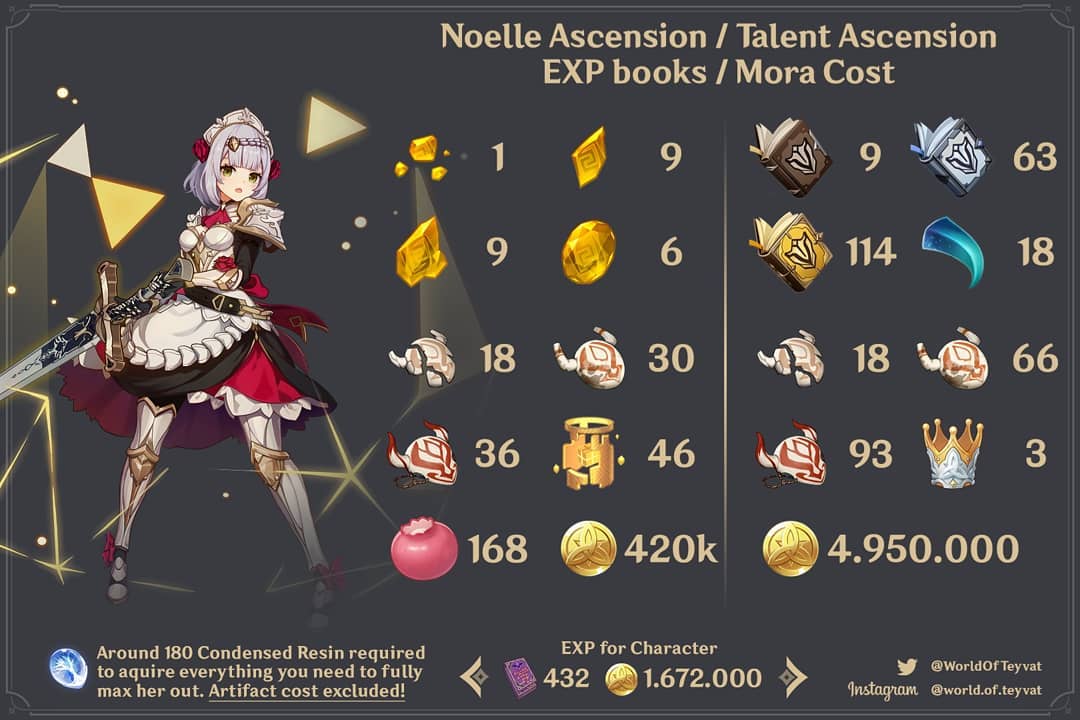 Noelle Ascension / Talent Ascension
EXP books / Mora Cost
1 9
9 6
18 30
36 46
168 420k
9 63
114 18
18 66
93 3
4.950.000
Around 180 Condensed Resin required
to aquire everything you need to fully
max her out. Artifact cost excluded!
EXP for Character
432 1.672.000
@WorldOfTeyvat
Instagram @world.of.teyvat